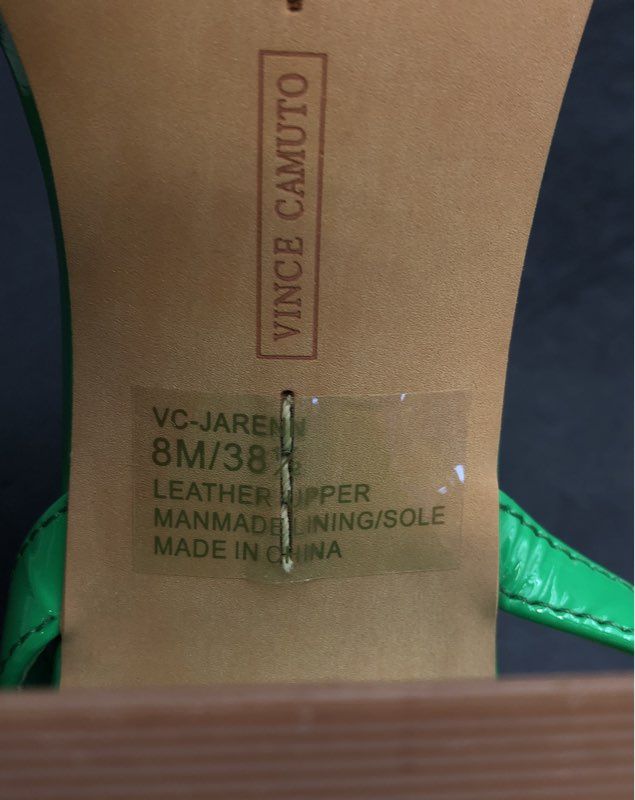 VINCE CAMUTO
VC-JARENN
8M/38½
LEATHER UPPER
MANMADE LINING/SOLE
MADE IN CHINA